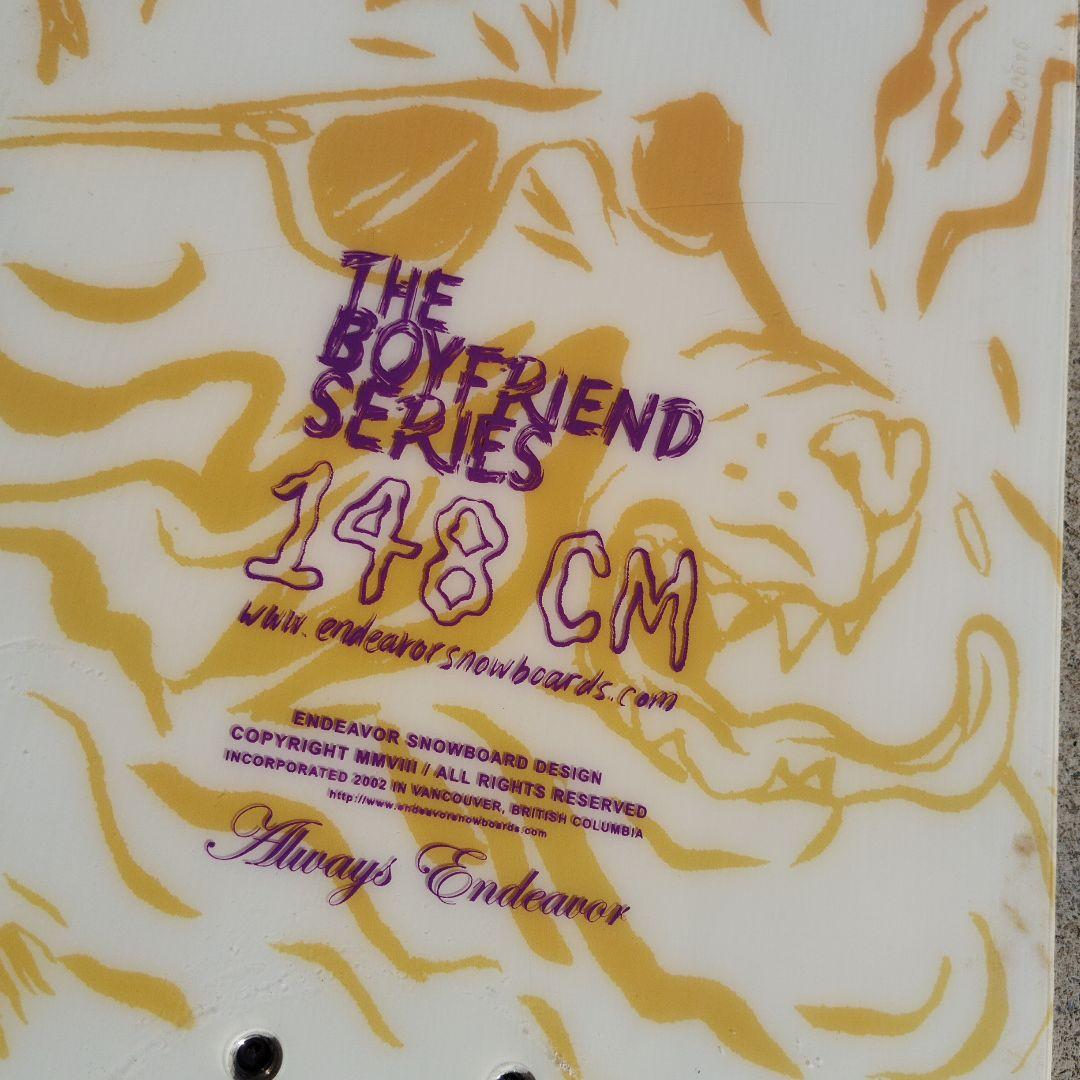 THE
BOYFRIEND
SERIES
148 CM
www.endeavorsnowboards.com
ENDEAVOR SNOWBOARD DESIGN
COPYRIGHT MMVIII / ALL RIGHTS RESERVED
INCORPORATED 2002 IN VANCOUVER, BRITISH COLUMBIA
http://www.endeavorsnowboards.com
Always Endeavor